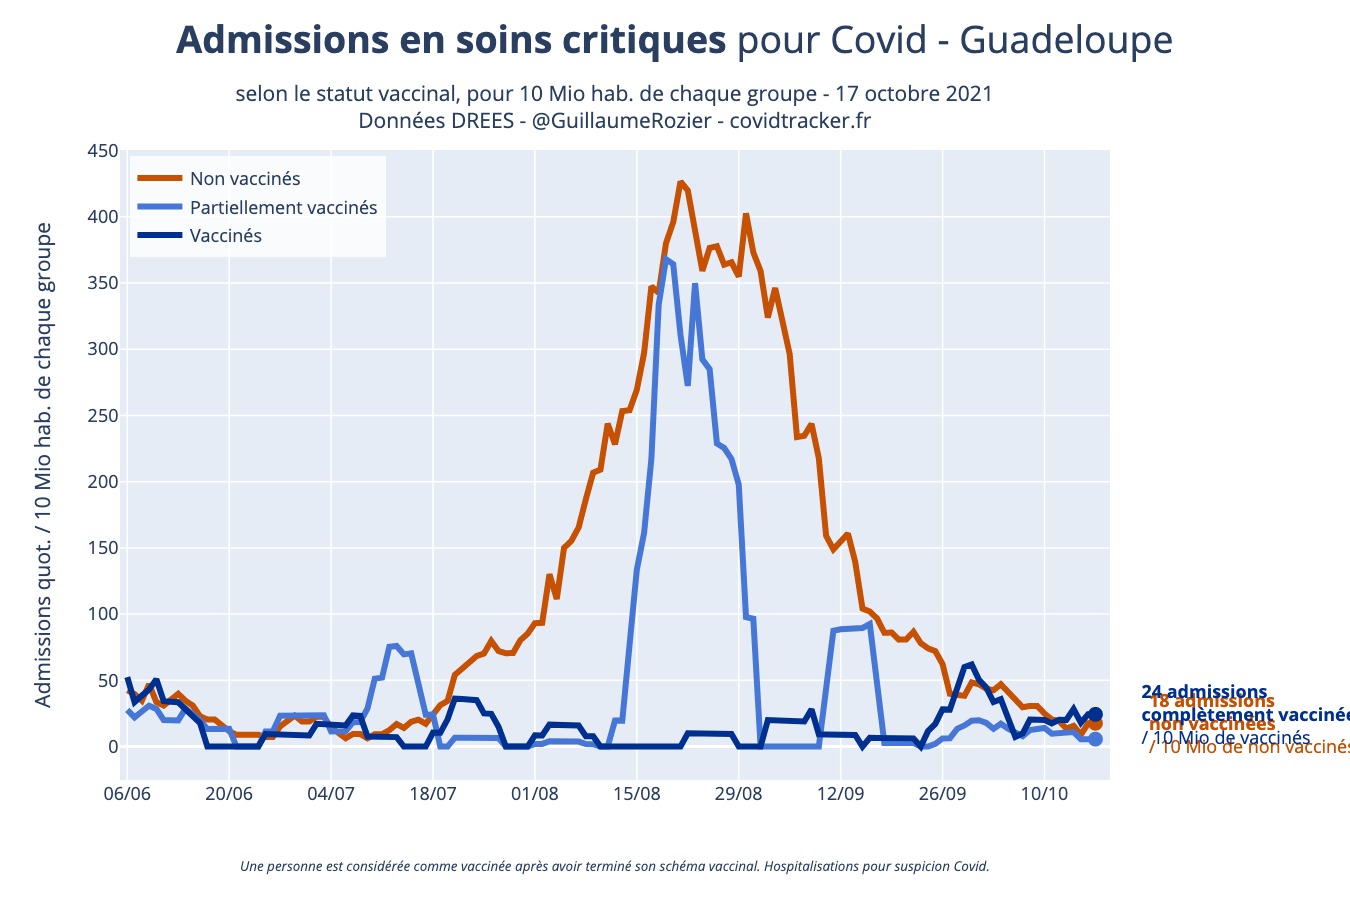 Admissions en soins critiques pour Covid - Guadeloupe
selon le statut vaccinal, pour 10 Mio hab. de chaque groupe - 17 octobre 2021
Données DREES - @GuillaumeRozier - covidtracker.fr
Admissions quot. / 10 Mio hab. de chaque groupe
450
400
350
300
250
200
150
100
50
0
Non vaccinés
Partiellement vaccinés
Vaccinés
06/06
20/06
04/07
18/07
01/08
15/08
29/08
12/09
26/09
10/10
24 admissions
complètement vaccinée
/ 10 Mio de vaccinés
18 admissions
non vaccinées
/ 10 Mio de non vaccinés
Une personne est considérée comme vaccinée après avoir terminé son schéma vaccinal. Hospitalisations pour suspicion Covid.